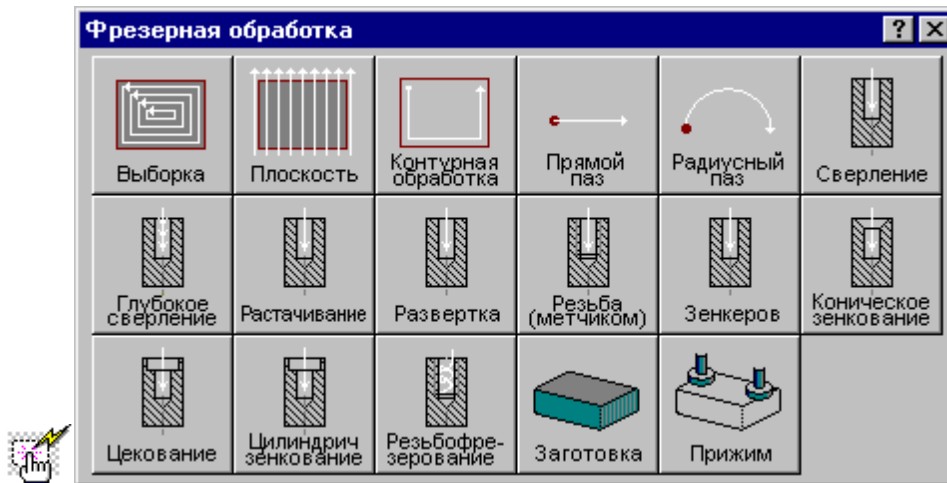 Фрезерная обработка
Выборка
Плоскость
Контурная
обработка
Прямой
паз
Радиусный
паз
Сверление
Глубокое
сверление
Растачивание
Развертка
Резьба
(метчиком)
Зенкеров
Коническое
зенкование
Цекование
Цилиндрич
зенкование
Резьбофре-
зерование
Заготовка
Прижим